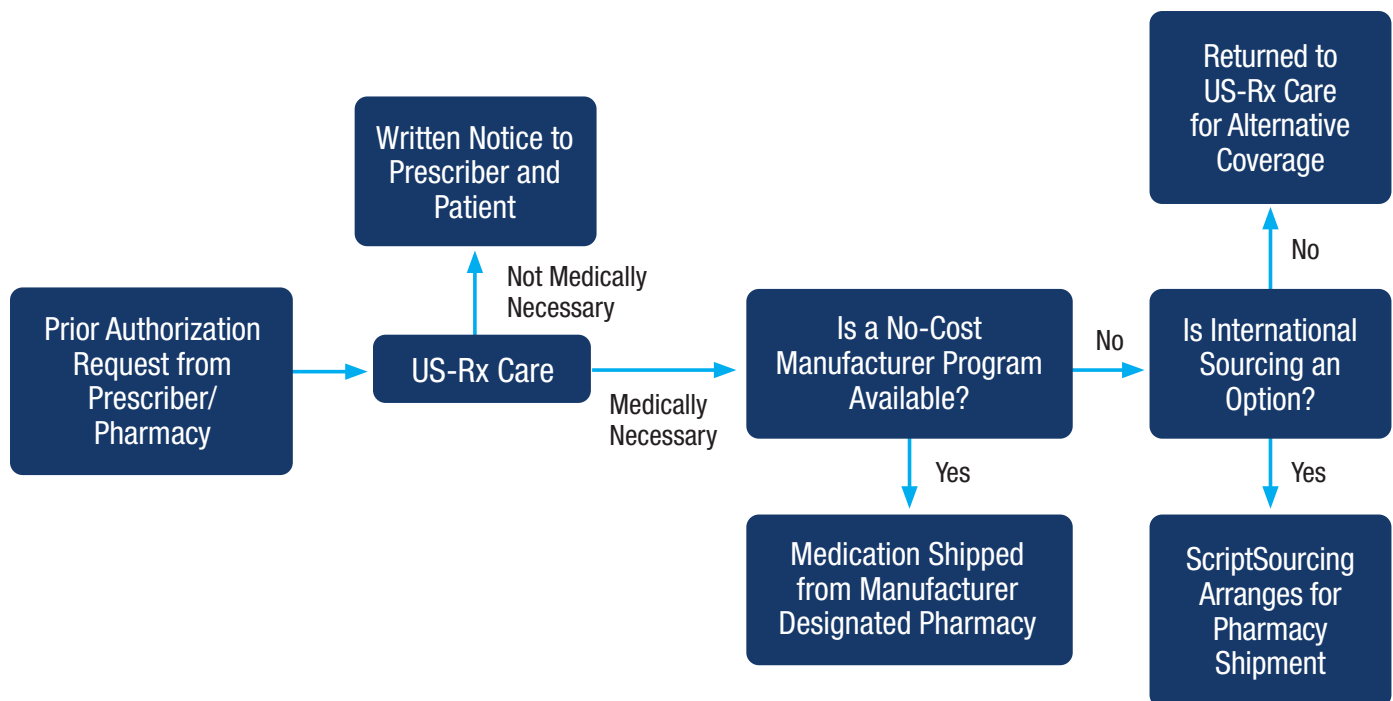 Prior Authorization
Request from
Prescriber/
Pharmacy
US-Rx Care
Not Medically
Necessary
Written Notice to
Prescriber and
Patient
Medically
Necessary
Is a No-Cost
Manufacturer Program
Available?
Yes
Medication Shipped
from Manufacturer
Designated Pharmacy
No
Is International
Sourcing an
Option?
No
Returned to
US-Rx Care
for Alternative
Coverage
Yes
ScriptSourcing
Arranges for
Pharmacy
Shipment